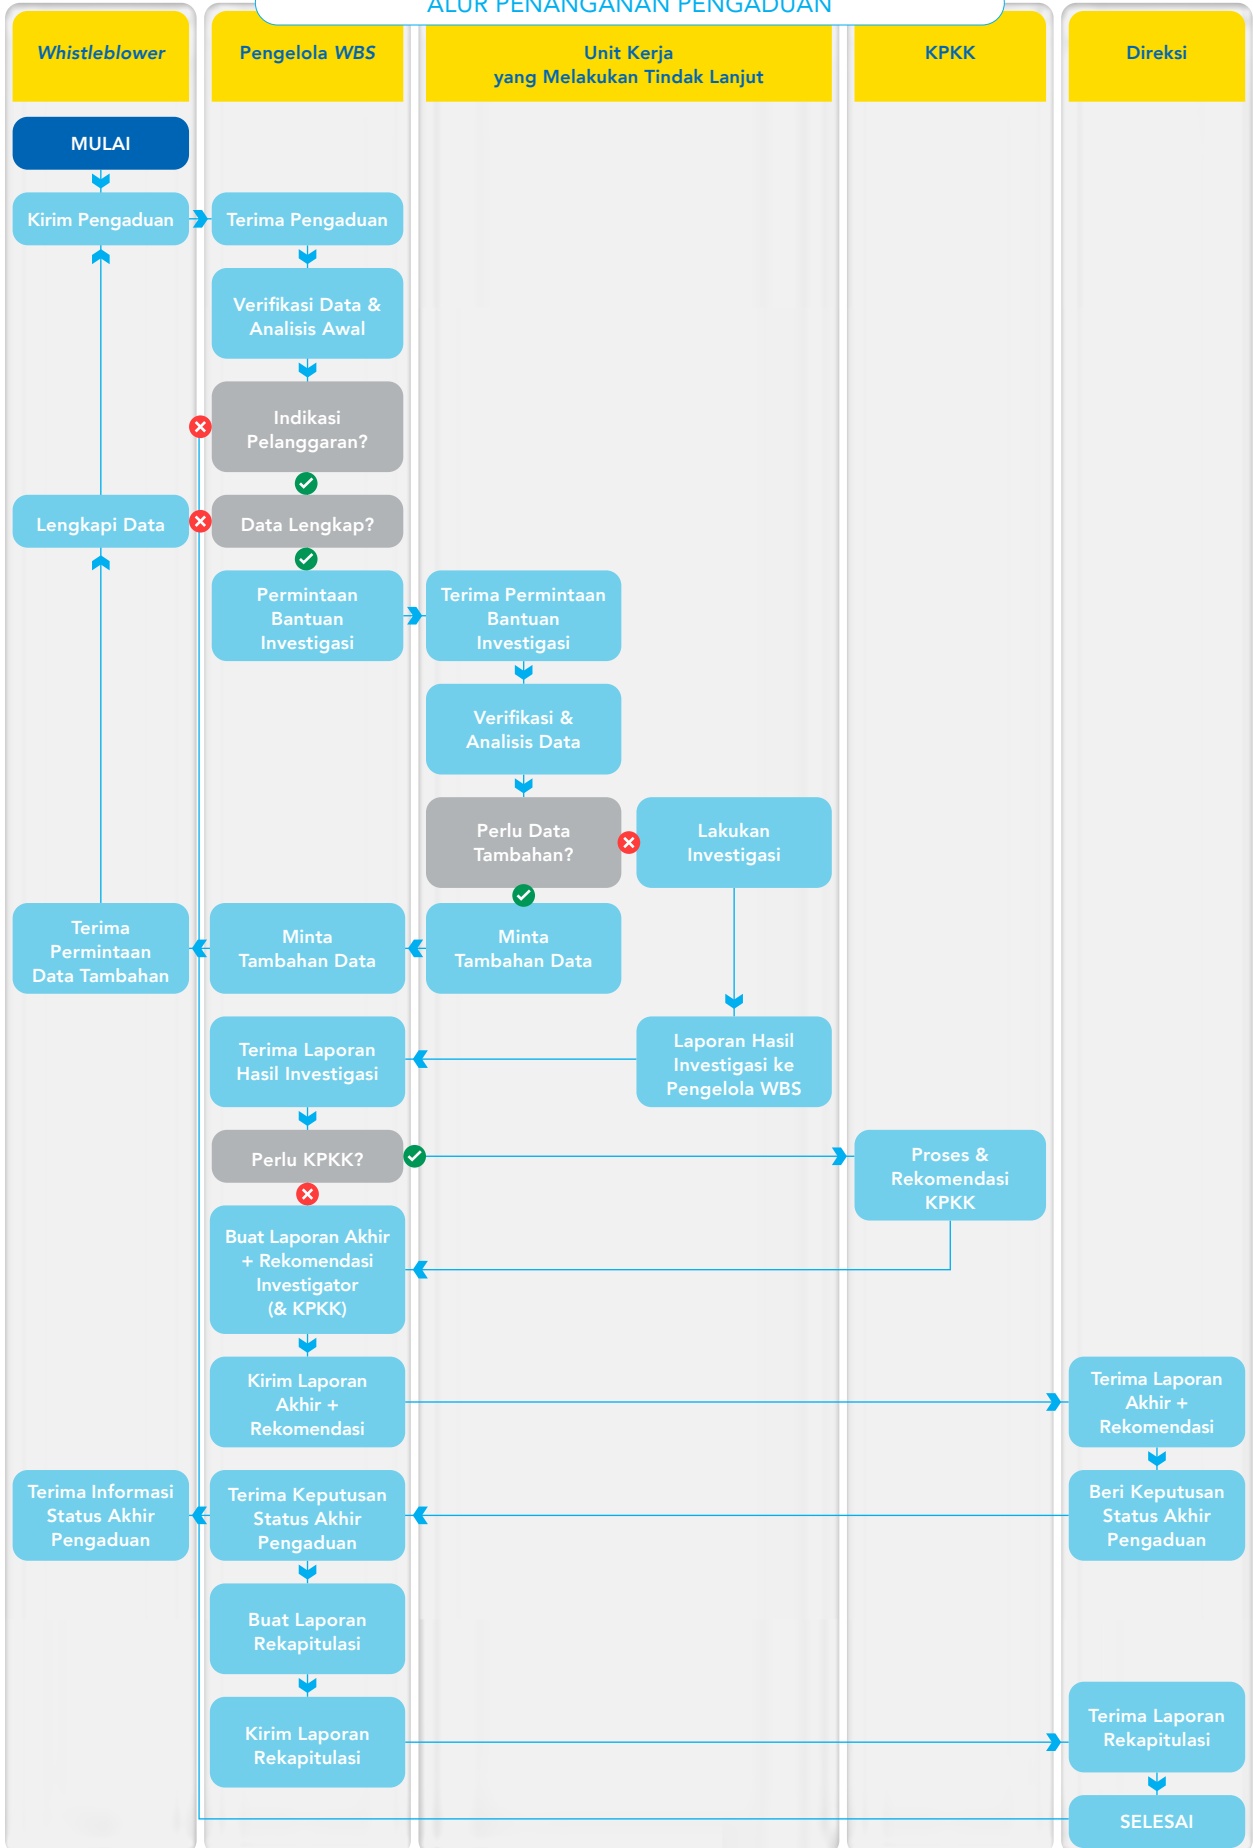 ALUR PENANGANAN PENGADUAN
Whistleblower
Pengelola WBS
Unit Kerja
yang Melakukan Tindak Lanjut
KPKK
Direksi
MULAI
Kirim Pengaduan
Terima Pengaduan
Verifikasi Data &
Analisis Awal
Indikasi
Pelanggaran?
Lengkapi Data
Data Lengkap?
Permintaan
Bantuan
Investigasi
Terima Permintaan
Bantuan
Investigasi
Verifikasi &
Analisis Data
Perlu Data
Tambahan?
Lakukan
Investigasi
Terima
Permintaan
Data Tambahan
Minta
Tambahan Data
Minta
Tambahan Data
Terima Laporan
Hasil Investigasi
Laporan Hasil
Investigasi ke
Pengelola WBS
Perlu KPKK?
Proses &
Rekomendasi
KPKK
Buat Laporan Akhir
+ Rekomendasi
Investigator
(& KPKK)
Kirim Laporan
Akhir +
Rekomendasi
Terima Laporan
Akhir +
Rekomendasi
Terima Informasi
Status Akhir
Pengaduan
Terima Keputusan
Status Akhir
Pengaduan
Beri Keputusan
Status Akhir
Pengaduan
Buat Laporan
Rekapitulasi
Kirim Laporan
Rekapitulasi
Terima Laporan
Rekapitulasi
SELESAI